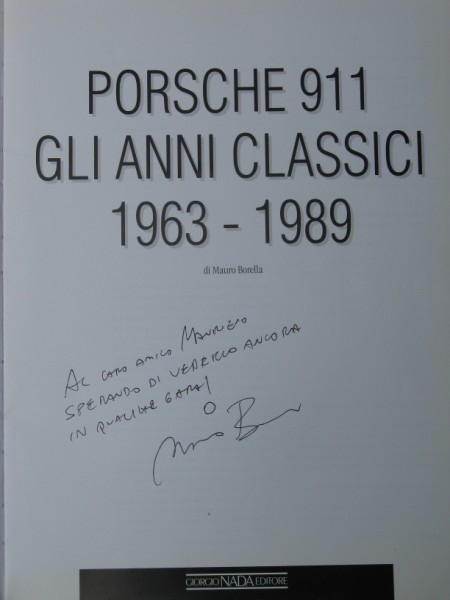 PORSCHE 911
GLI ANNI CLASSICI
1963 - 1989
di Mauro Borella
AL CARO AMICO MAURIZIO
SPERANDO DI VEDERLO ANCORA
IN QUALCHE GARA!
GIORGIO NADA EDITORE